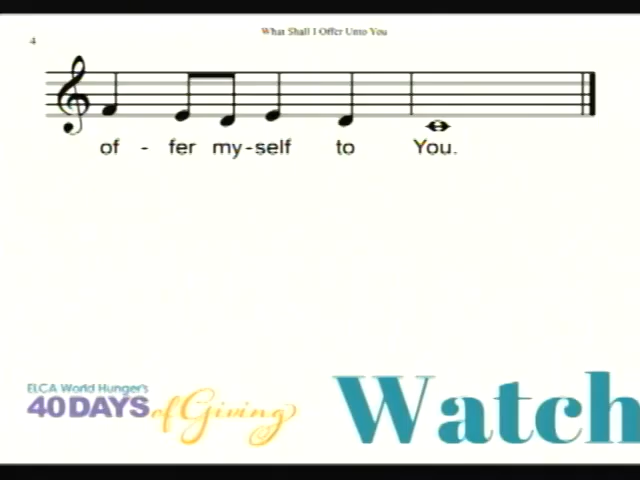 What Shall I Offer Unto You
4
of - fer my-self to You.
ELCA World Hunger's
40 DAYS of Giving
Watch